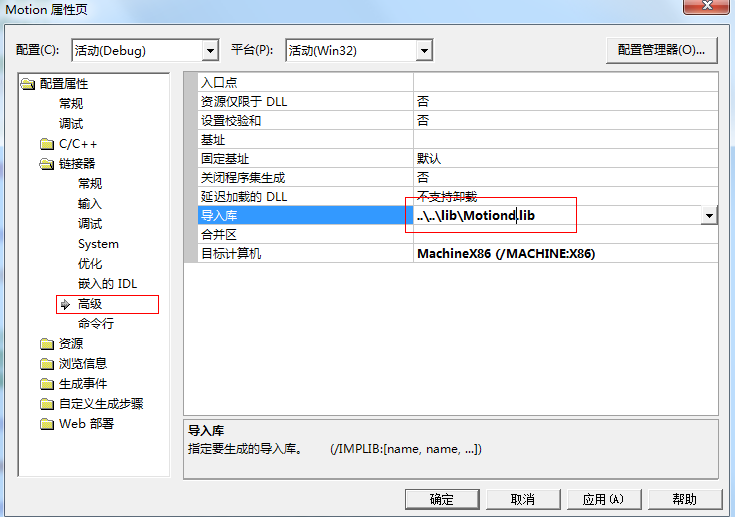 Motion 属性页
配置(C): 活动(Debug) 平台(P): 活动(Win32) 配置管理器(O)...
配置属性
常规
调试
C/C++
链接器
常规
输入
调试
System
优化
嵌入的 IDL
高级
命令行
资源
浏览信息
生成事件
自定义生成步骤
Web 部署
入口点
资源仅限于 DLL 否
设置校验和 否
基址
固定基址 默认
关闭程序集生成 否
延迟加载的 DLL 不支持卸载
导入库 ..\..\lib\Motiond.lib
合并区
目标计算机 MachineX86 (/MACHINE:X86)
导入库
指定要生成的导入库。 (/IMPLIB:[name, name, ...])
确定 取消 应用(A) 帮助